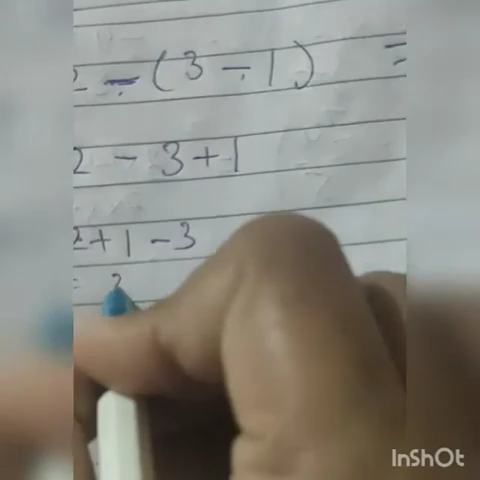 2 - (3 - 1) =
2 - 3 + 1
2 + 1 - 3
=
InShOt